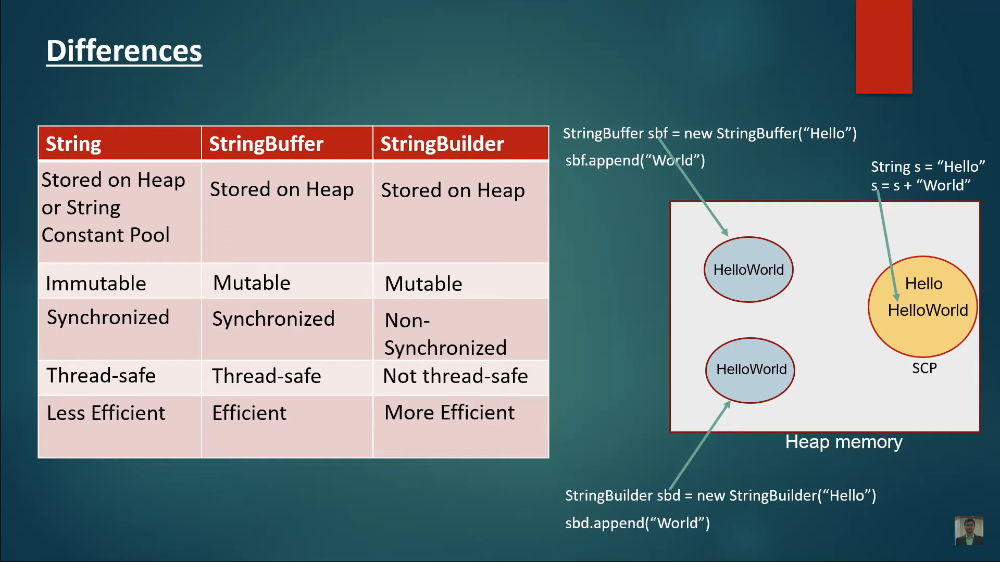 Differences
String
StringBuffer
StringBuilder
Stored on Heap
or String
Constant Pool
Stored on Heap
Stored on Heap
Immutable
Mutable
Mutable
Synchronized
Synchronized
Non-
Synchronized
Thread-safe
Thread-safe
Not thread-safe
Less Efficient
Efficient
More Efficient
StringBuffer sbf = new StringBuffer(“Hello”)
sbf.append(“World”)
String s = “Hello”
s = s + “World”
HelloWorld
Hello
HelloWorld
HelloWorld
SCP
Heap memory
StringBuilder sbd = new StringBuilder(“Hello”)
sbd.append(“World”)